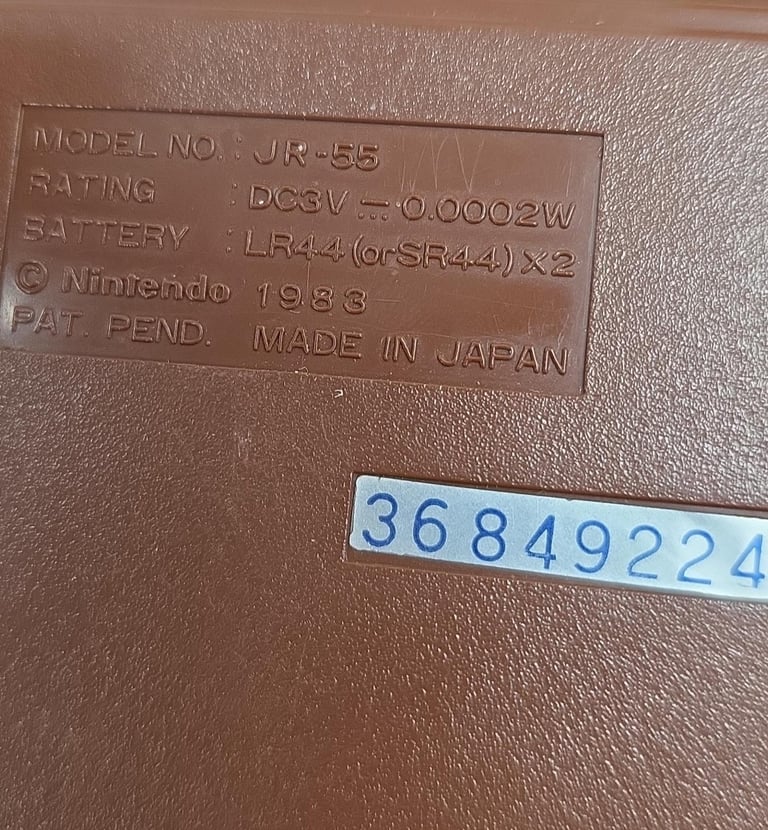 MODEL NO. : JR-55
RATING : DC3V ⎓ 0.0002W
BATTERY : LR44 (or SR44) X 2
© Nintendo 1983
PAT. PEND. MADE IN JAPAN
36849224